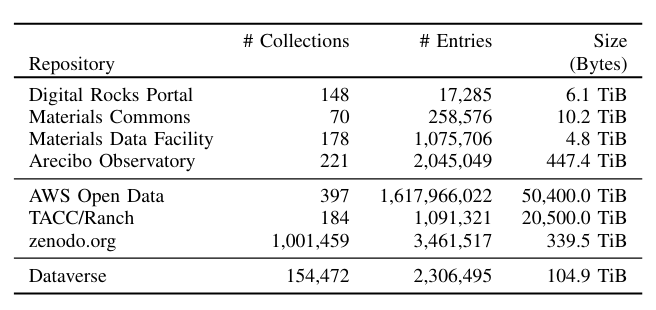 # Collections # Entries Size
Repository (Bytes)
Digital Rocks Portal 148 17,285 6.1 TiB
Materials Commons 70 258,576 10.2 TiB
Materials Data Facility 178 1,075,706 4.8 TiB
Arecibo Observatory 221 2,045,049 447.4 TiB
AWS Open Data 397 1,617,966,022 50,400.0 TiB
TACC/Ranch 184 1,091,321 20,500.0 TiB
zenodo.org 1,001,459 3,461,517 339.5 TiB
Dataverse 154,472 2,306,495 104.9 TiB